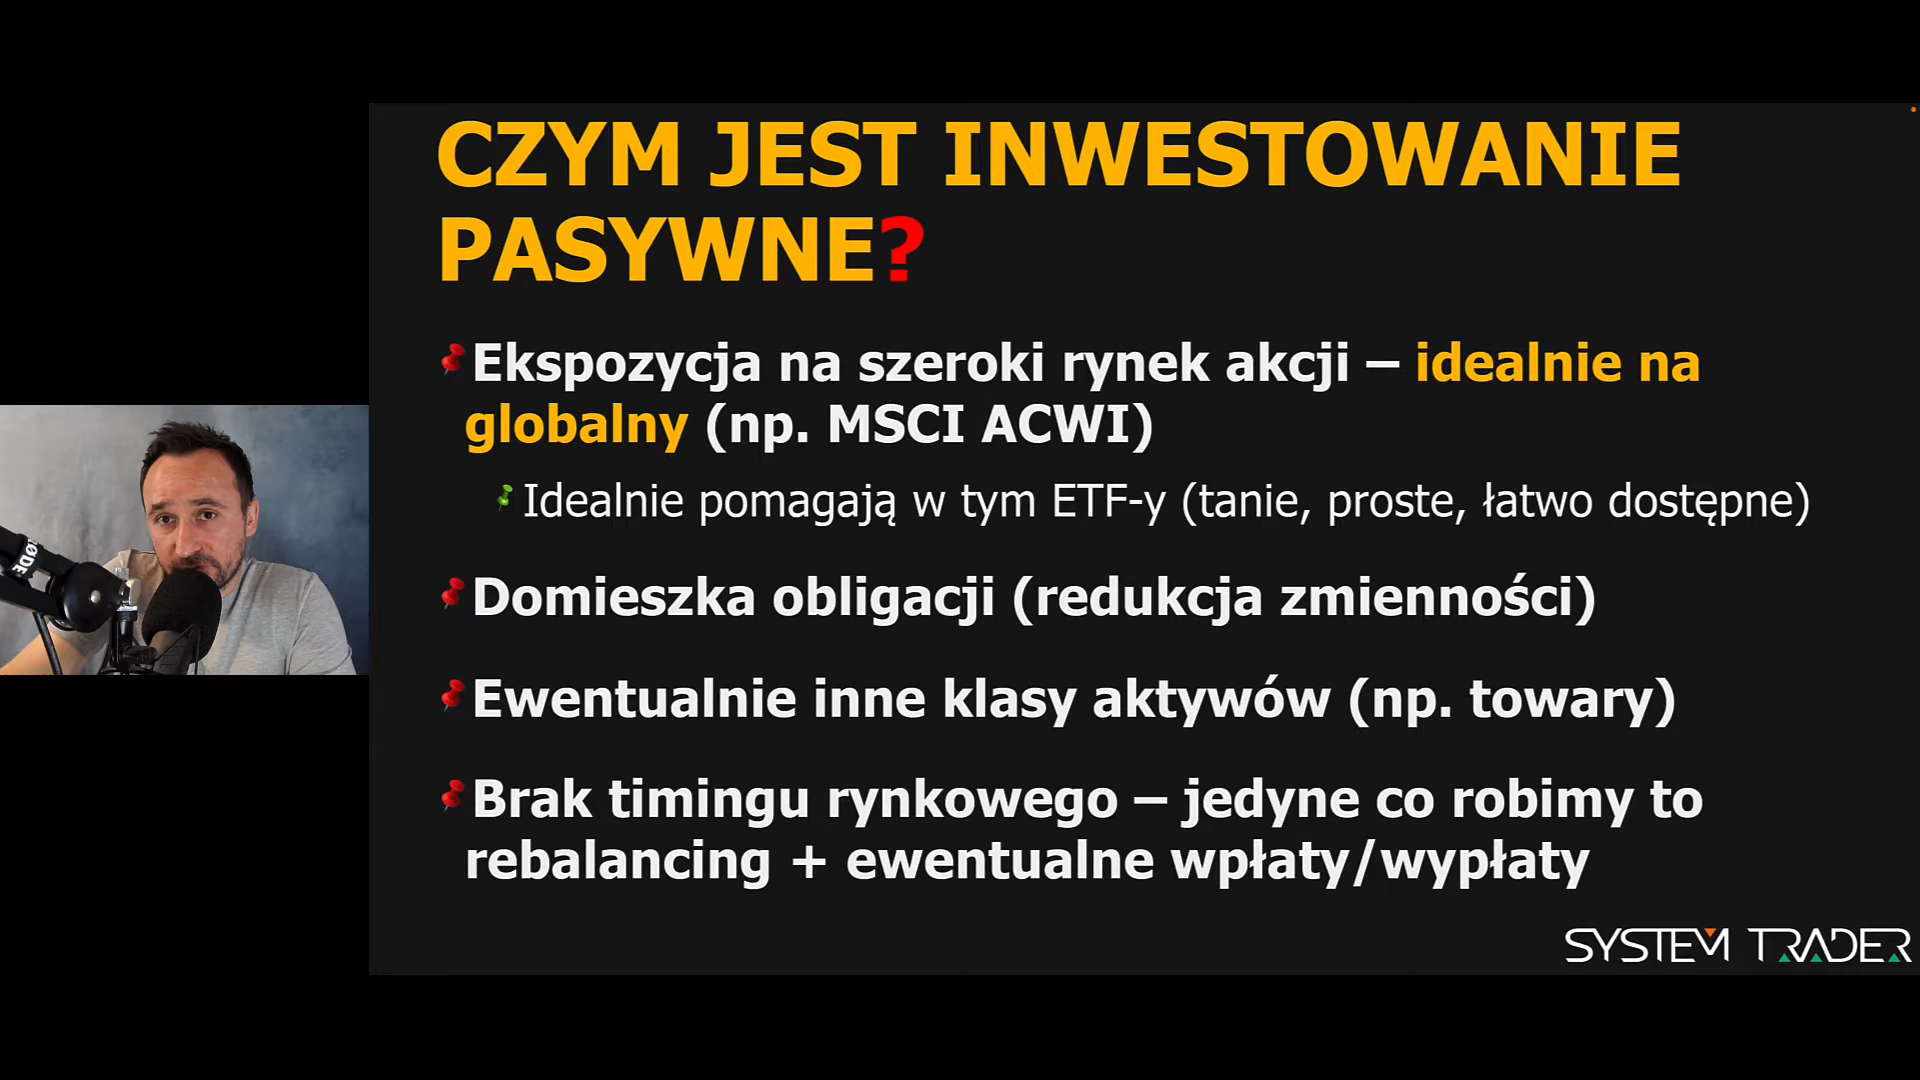 CZYM JEST INWESTOWANIE
PASYWNE?
Ekspozycja na szeroki rynek akcji – idealnie na
globalny (np. MSCI ACWI)
Idealnie pomagają w tym ETF-y (tanie, proste, łatwo dostępne)
Domieszka obligacji (redukcja zmienności)
Ewentualnie inne klasy aktywów (np. towary)
Brak timingu rynkowego – jedyne co robimy to
rebalancing + ewentualne wpłaty/wypłaty
SYSTEM TRADER
RØDE